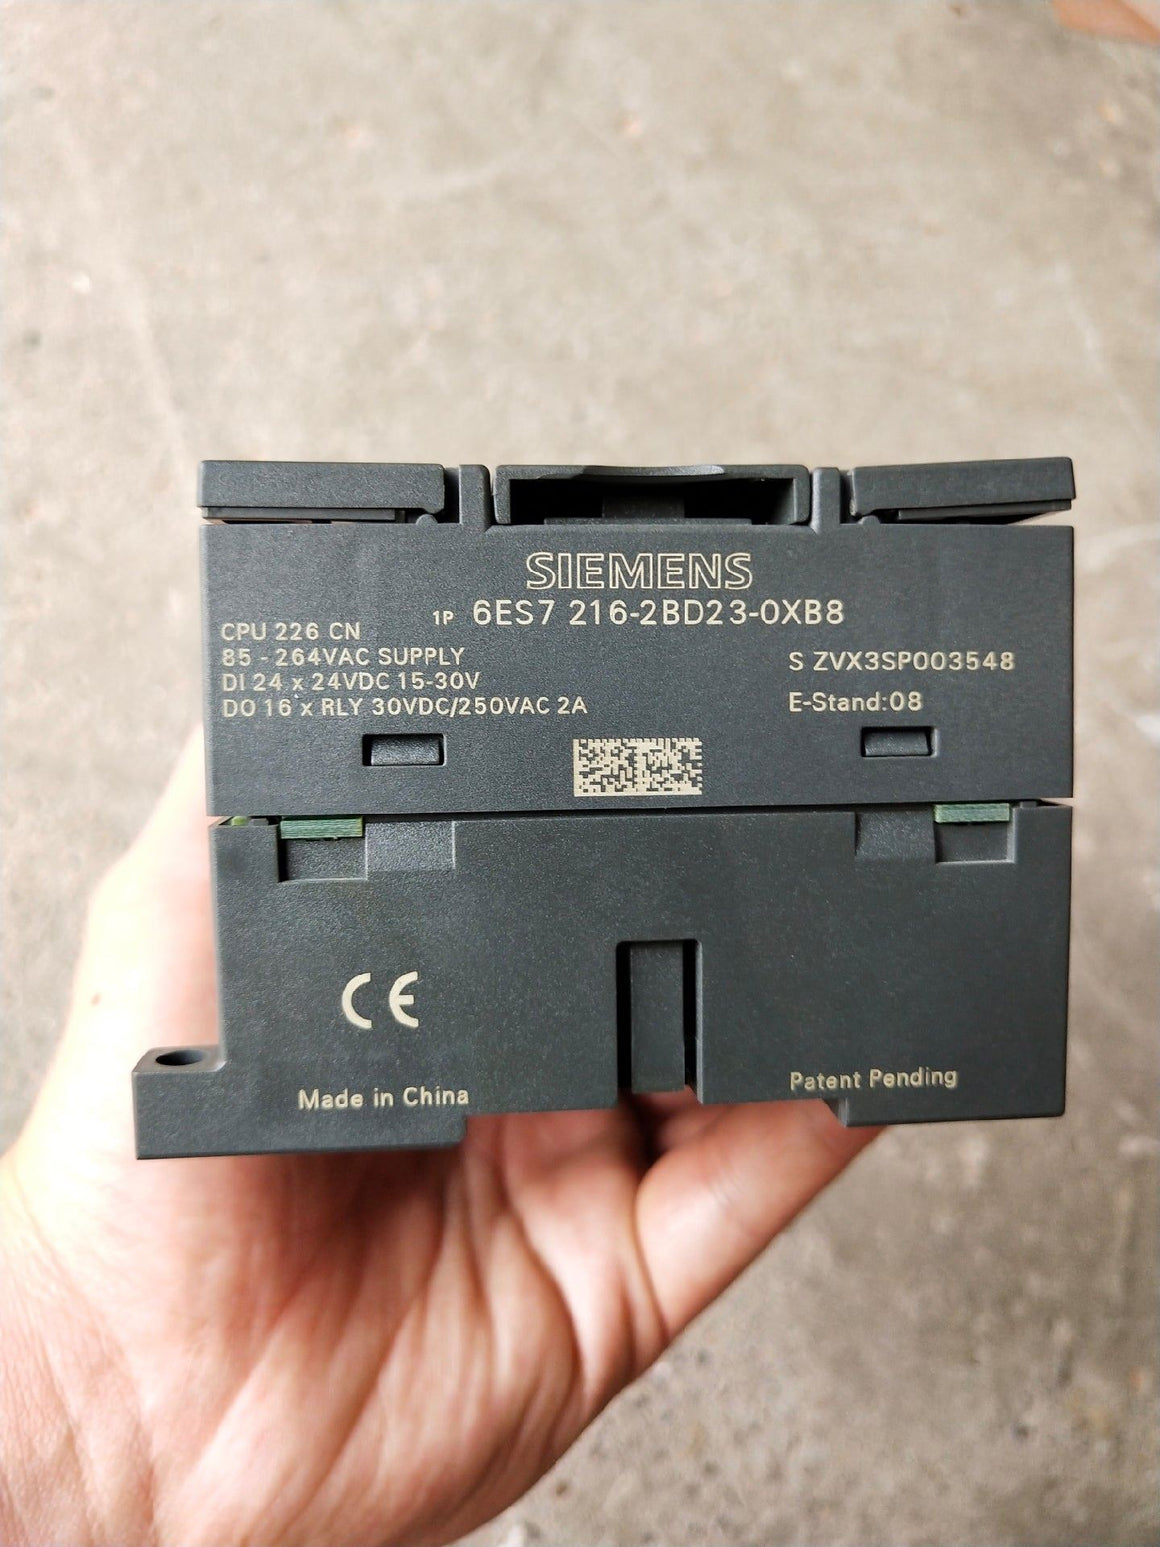 SIEMENS
1P 6ES7 216-2BD23-0XB8
CPU 226 CN
85 - 264VAC SUPPLY
DI 24 x 24VDC 15-30V
DO 16 x RLY 30VDC/250VAC 2A
S ZVX3SP003548
E-Stand:08
CE
Made in China
Patent Pending